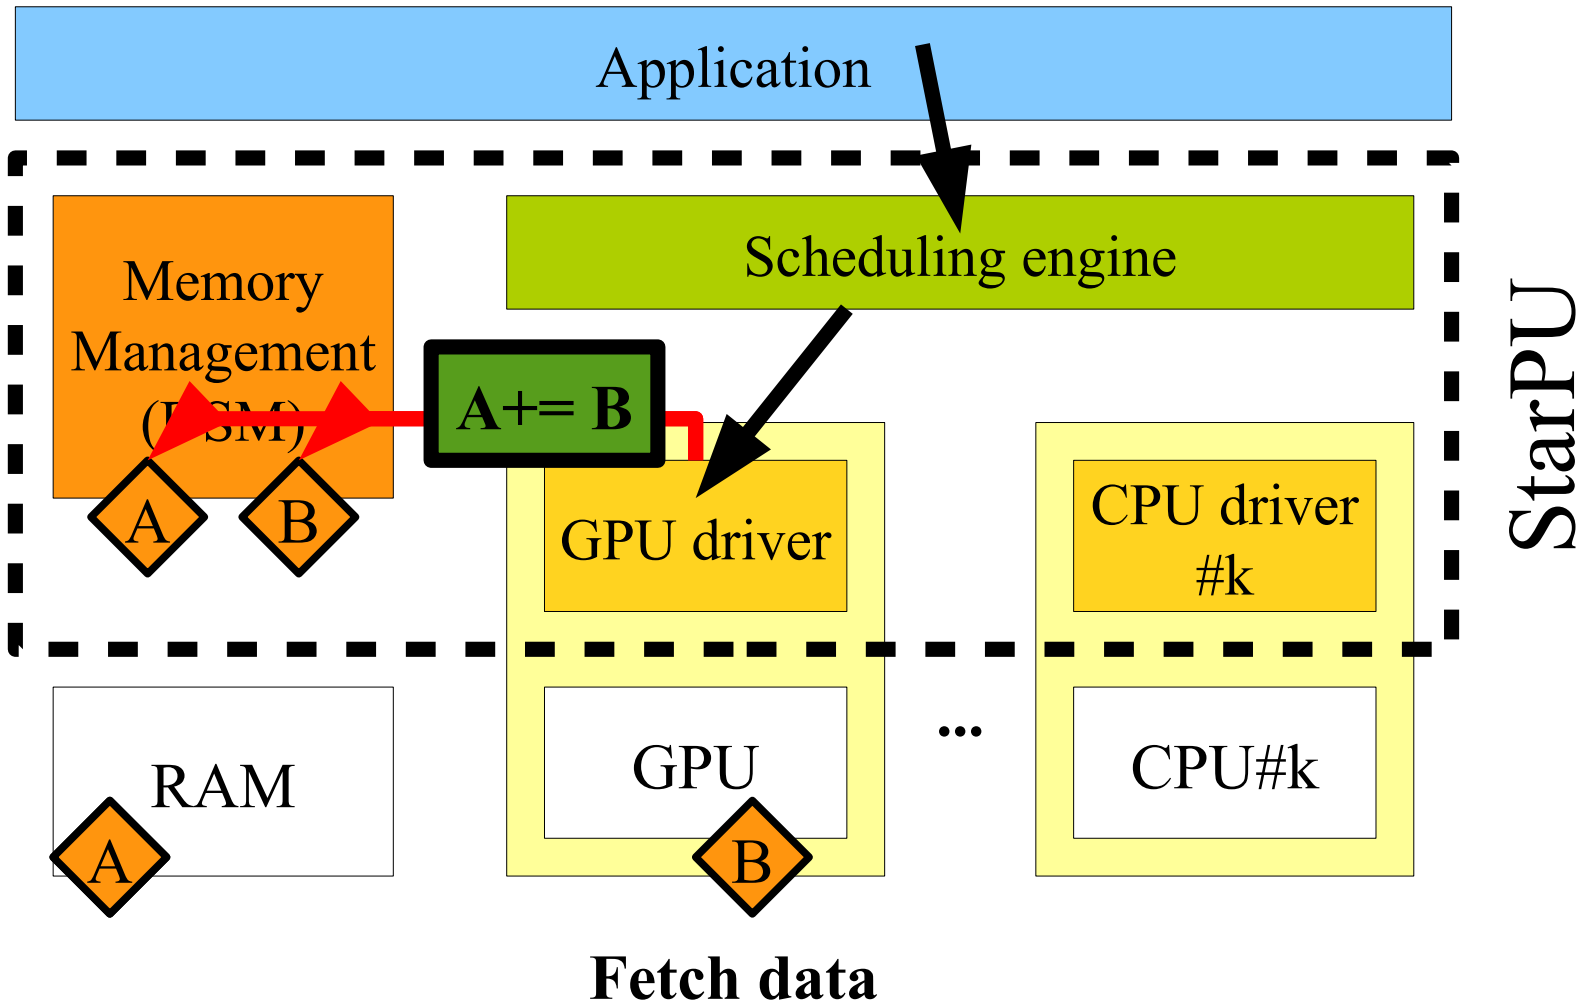 Application
Memory
Management
Scheduling engine
A+= B
A
B
GPU driver
CPU driver
#k
StarPU
RAM
A
GPU
B
...
CPU#k
Fetch data